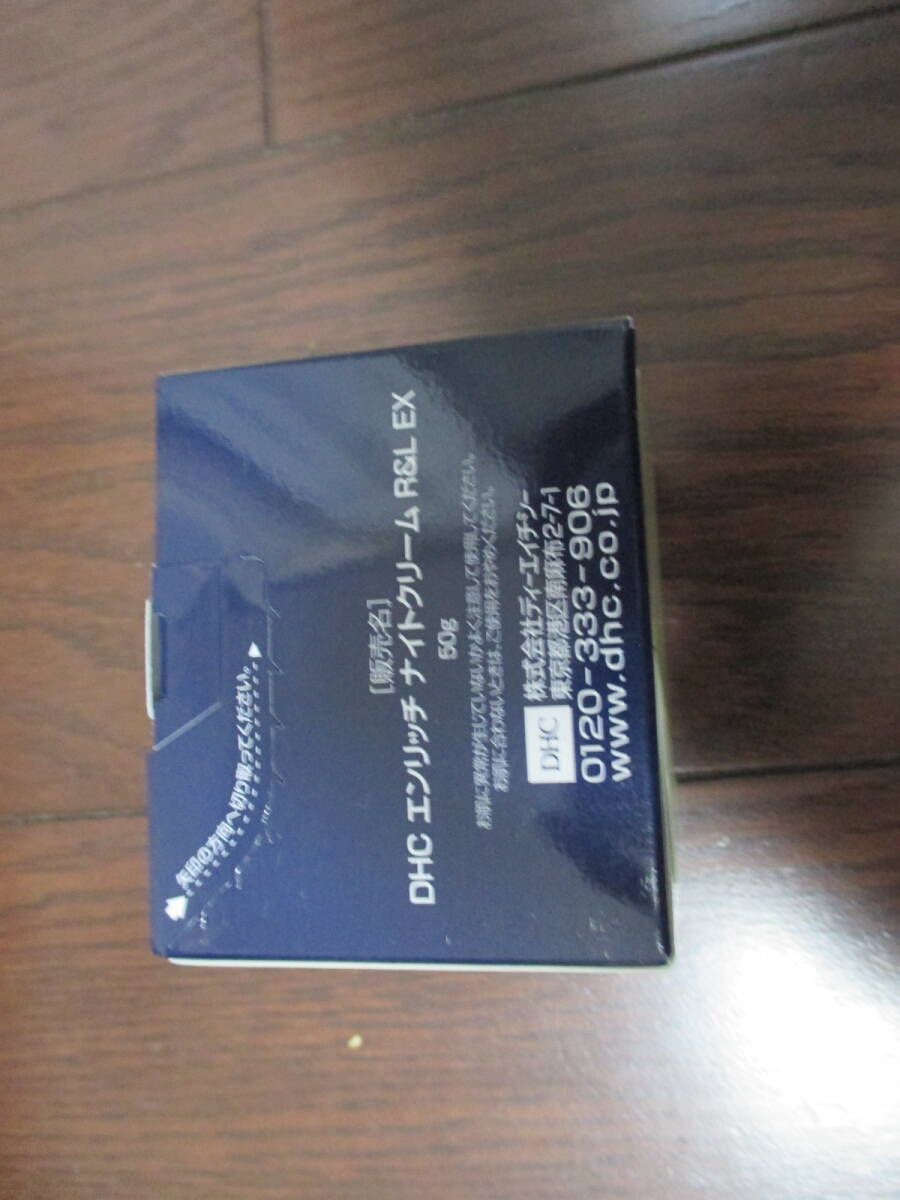 矢印の方向へ切り取ってください。
[販売名]
DHC エンリッチ ナイトクリーム R&L EX
50g
お肌に異常が生じていないかよく注意して使用してください。
お肌に合わないときは、ご使用をおやめください。
DHC
株式会社ディーエイチシー
東京都港区南麻布2-7-1
0120-333-906
www.dhc.co.jp